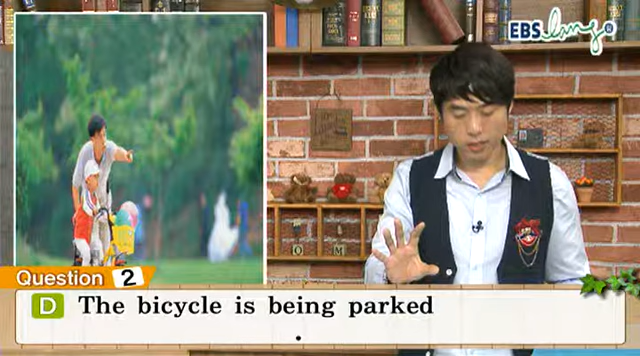 EBS lang
Question 2
D The bicycle is being parked
.
O M